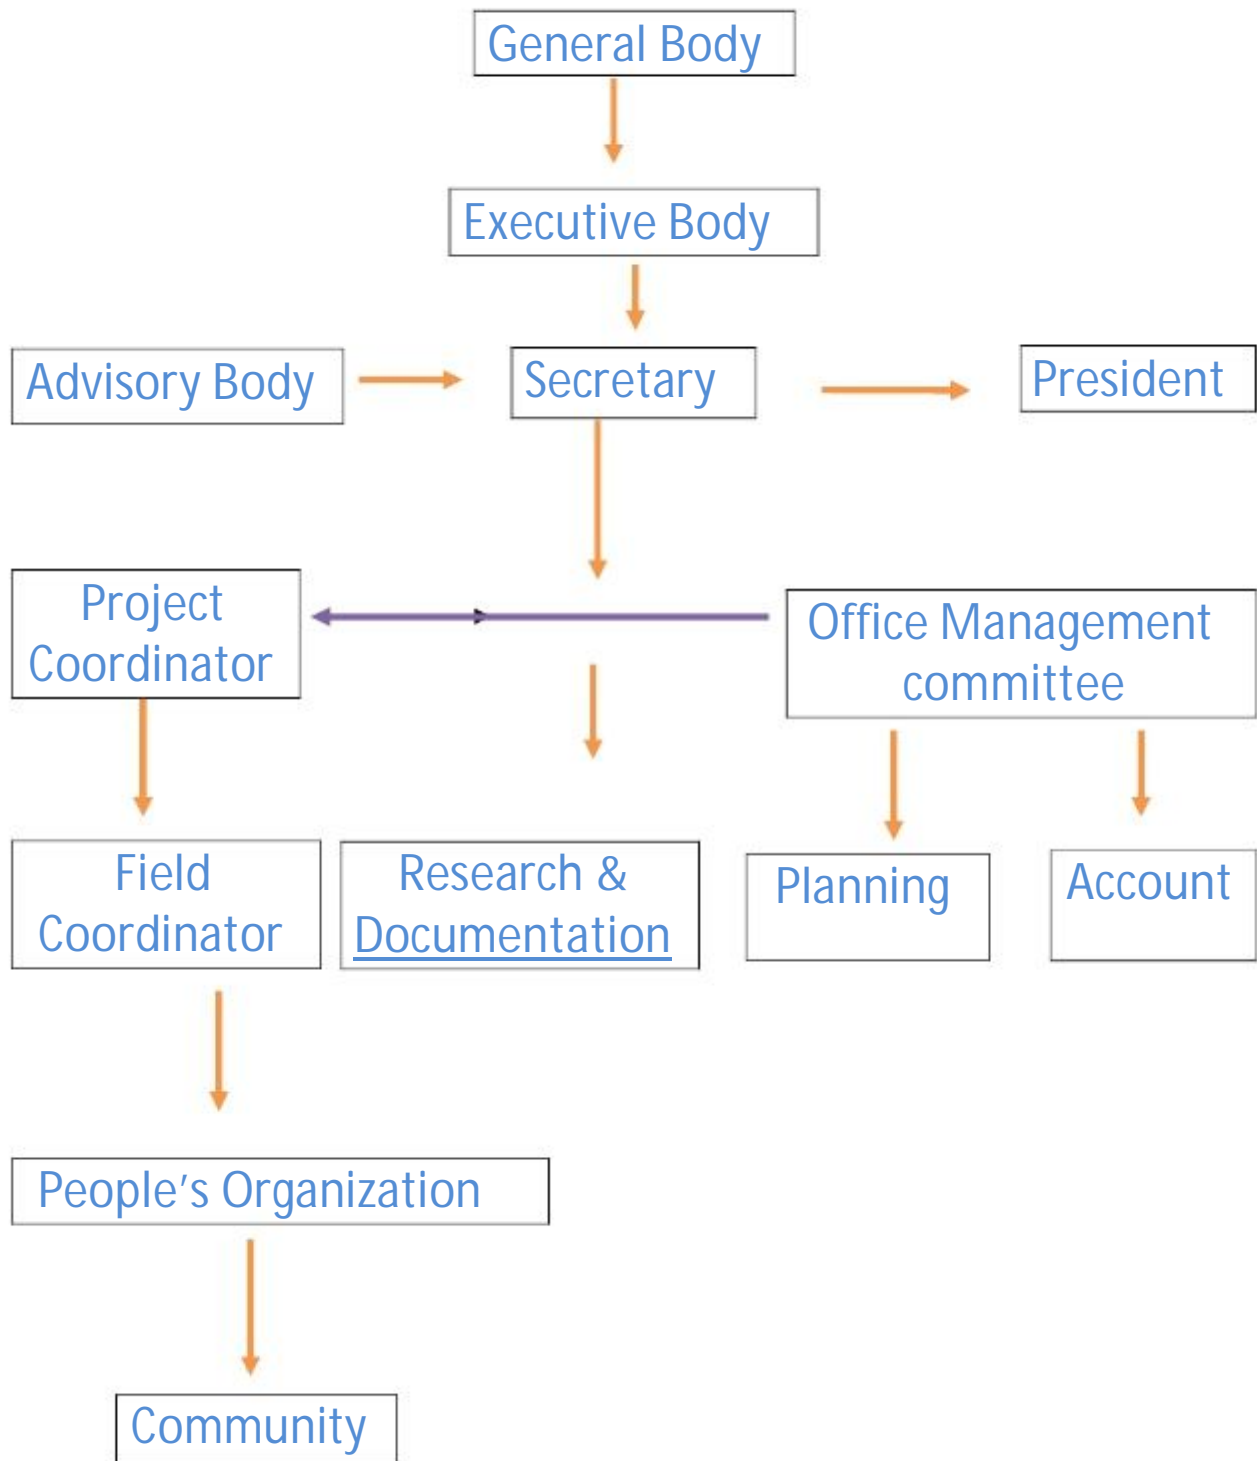 General Body
Executive Body
Advisory Body
Secretary
President
Project
Coordinator
Office Management
committee
Field
Coordinator
Research &
Documentation
Planning
Account
People's Organization
Community